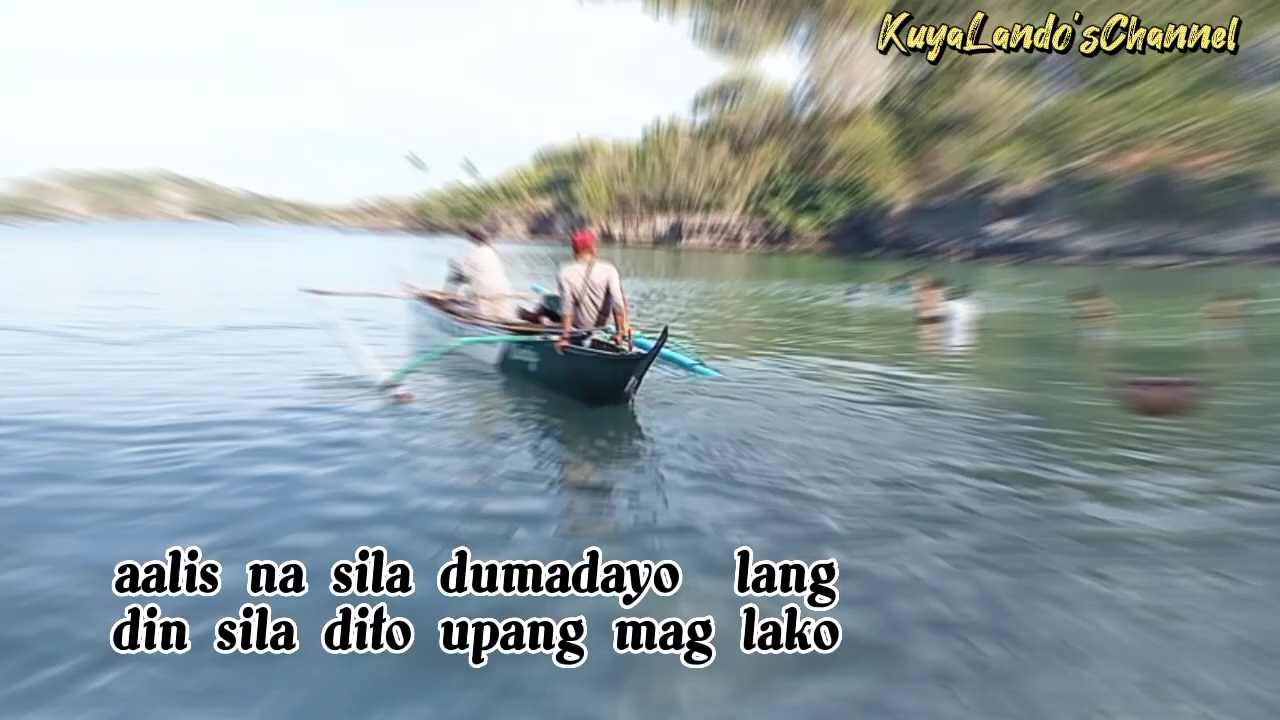 KuyaLando'sChannel
aalis na sila dumadayo lang
din sila dito upang mag lako